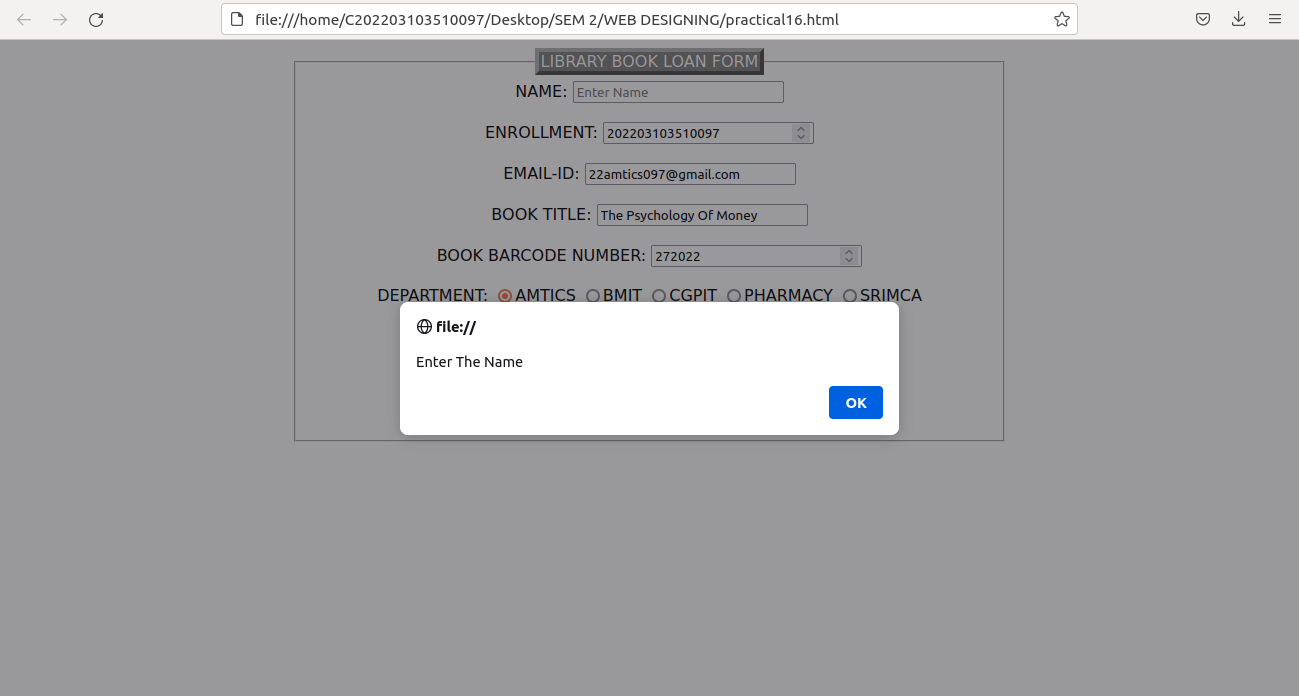 file:///home/C202203103510097/Desktop/SEM 2/WEB DESIGNING/practical16.html
LIBRARY BOOK LOAN FORM
NAME: Enter Name
ENROLLMENT: 202203103510097
EMAIL-ID: 22amtics097@gmail.com
BOOK TITLE: The Psychology Of Money
BOOK BARCODE NUMBER: 272022
DEPARTMENT: AMTICS BMIT CGPIT PHARMACY SRIMCA
file://
Enter The Name
OK